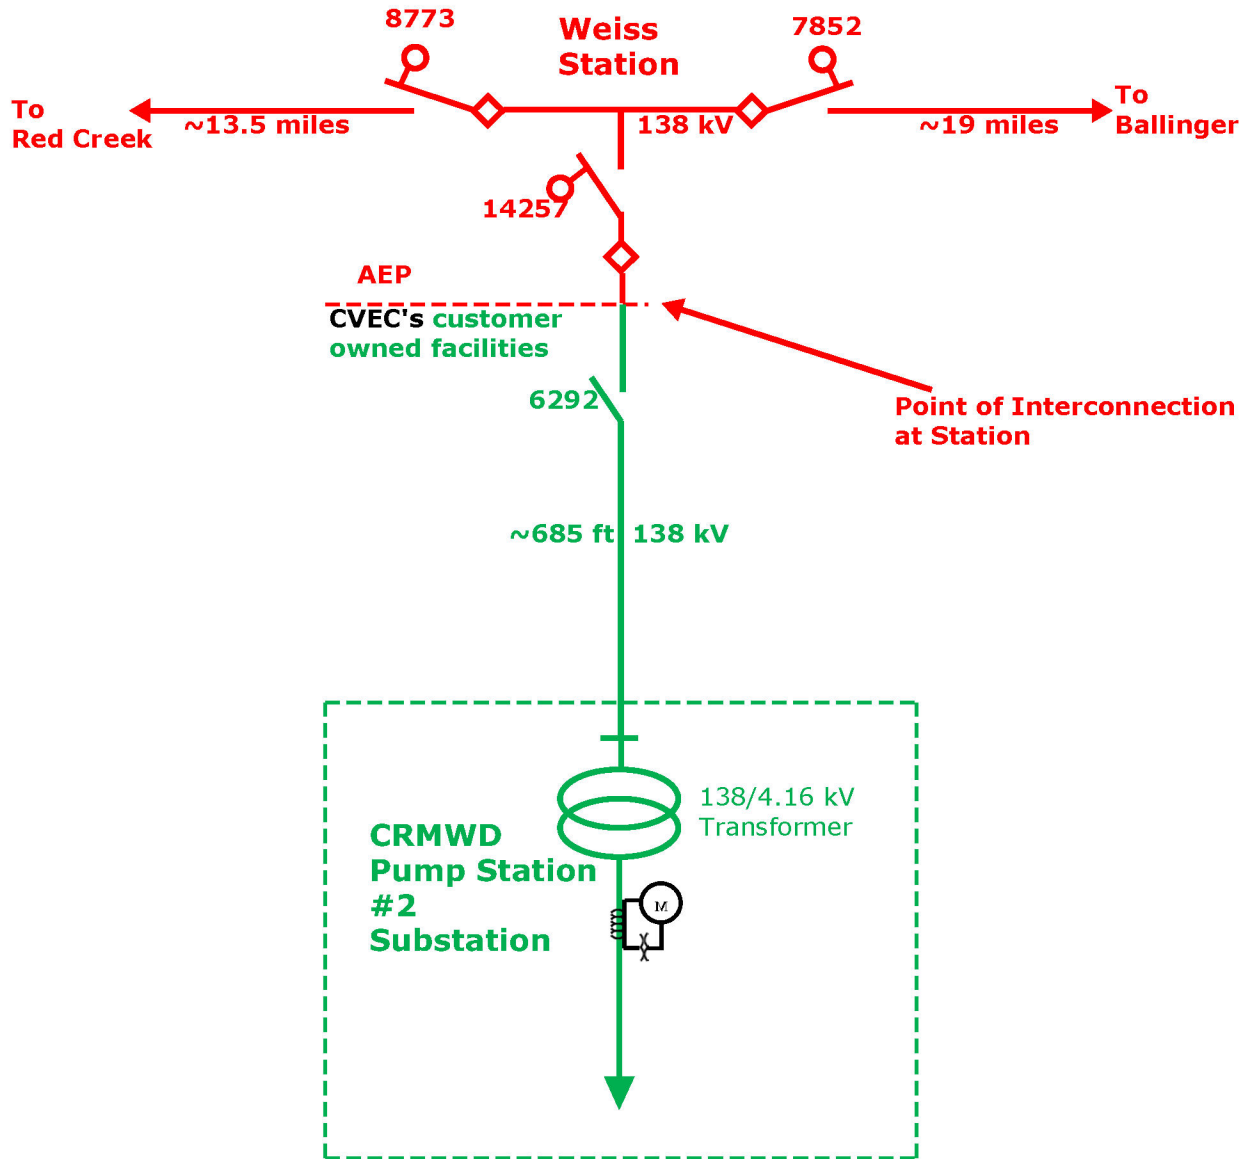 8773
Weiss
Station
7852
To
Red Creek
~13.5 miles
138 kV
~19 miles
To
Ballinger
14257
AEP
CVEC's customer
owned facilities
6292
Point of Interconnection
at Station
~685 ft
138 kV
138/4.16 kV
Transformer
CRMWD
Pump Station
#2
Substation
M